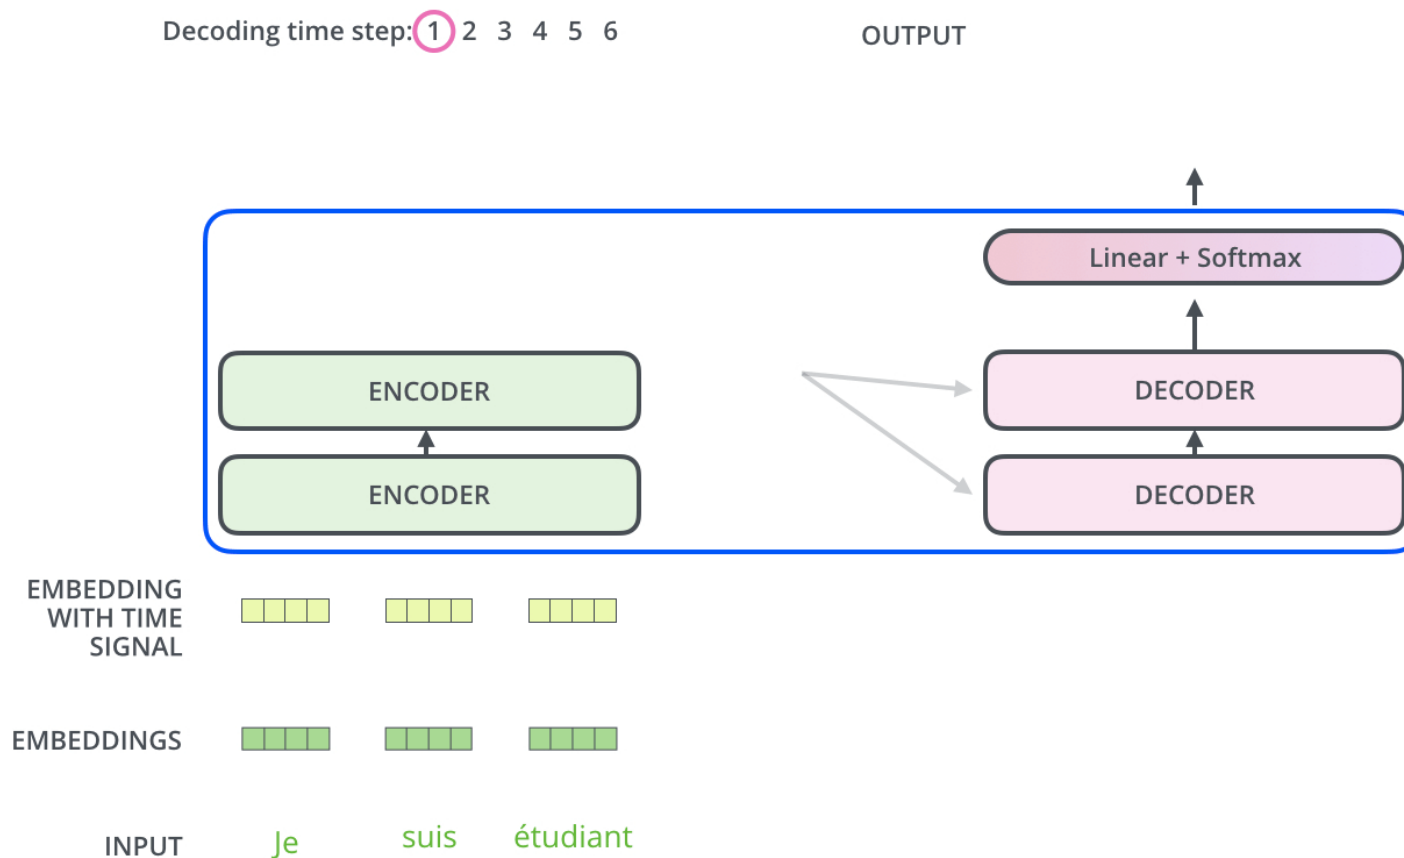 Decoding time step: 1 2 3 4 5 6
OUTPUT
Linear + Softmax
ENCODER
DECODER
ENCODER
DECODER
EMBEDDING
WITH TIME
SIGNAL
EMBEDDINGS
INPUT
Je suis étudiant